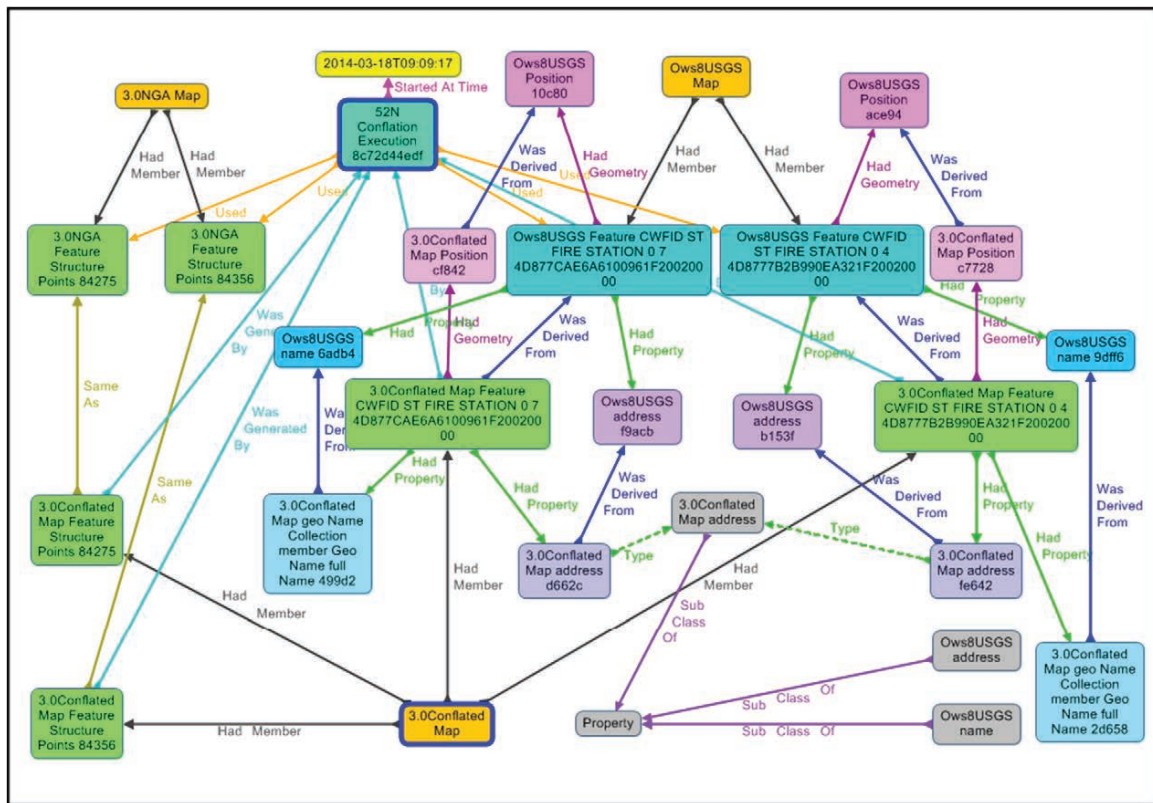 2014-03-18T09:09:17
Started At Time
3.0NGA Map
52N
Conflation
Execution
8c72d44edf
Ows8USGS
Position
10c80
Ows8USGS
Map
Ows8USGS
Position
ace94
Had
Member
Had
Member
Used
Used
Was
Derived
From
Had
Geometry
Used
Used
Had
Member
Had
Member
Had
Geometry
Was
Derived
From
3.0NGA
Feature
Structure
Points 84275
3.0NGA
Feature
Structure
Points 84356
3.0Conflated
Map Position
cf842
Ows8USGS Feature CWFID ST
FIRE STATION 0 7
4D877CAE6A6100961F2002000
00
Ows8USGS Feature CWFID
ST FIRE STATION 0 4
4D8777B2B990EA321F2002000
00
3.0Conflated
Map Position
c7728
Was
Generated
By
By
Ows8USGS
name 6adb4
Had
Property
Had
Geometry
Was
Derived
From
Had
Property
Had
Property
Was
Derived
From
Had
Geometry
Had
Property
Ows8USGS
name 9dff6
Same
As
Was
Generated
By
Was
Derived
From
3.0Conflated Map Feature
CWFID ST FIRE STATION 0 7
4D877CAE6A6100961F2002000
00
Ows8USGS
address
f9acb
Ows8USGS
address
b153f
3.0Conflated Map Feature
CWFID ST FIRE STATION 0 4
4D8777B2B990EA321F2002000
00
Same
As
Had
Property
Had
Property
Was
Derived
From
Was
Derived
From
Had
Property
Had
Property
Was
Derived
From
3.0Conflated
Map Feature
Structure
Points 84275
3.0Conflated
Map geo Name
Collection
member Geo
Name full
Name 499d2
3.0Conflated
Map address
d662c
3.0Conflated
Map address
Type
Type
3.0Conflated
Map address
fe642
Had
Member
Had
Member
Had
Member
Sub
Class
Of
Ows8USGS
address
3.0Conflated
Map geo Name
Collection
member Geo
Name full
Name 2d658
3.0Conflated
Map Feature
Structure
Points 84356
Had Member
3.0Conflated
Map
Property
Sub Class Of
Sub Class Of
Ows8USGS
name